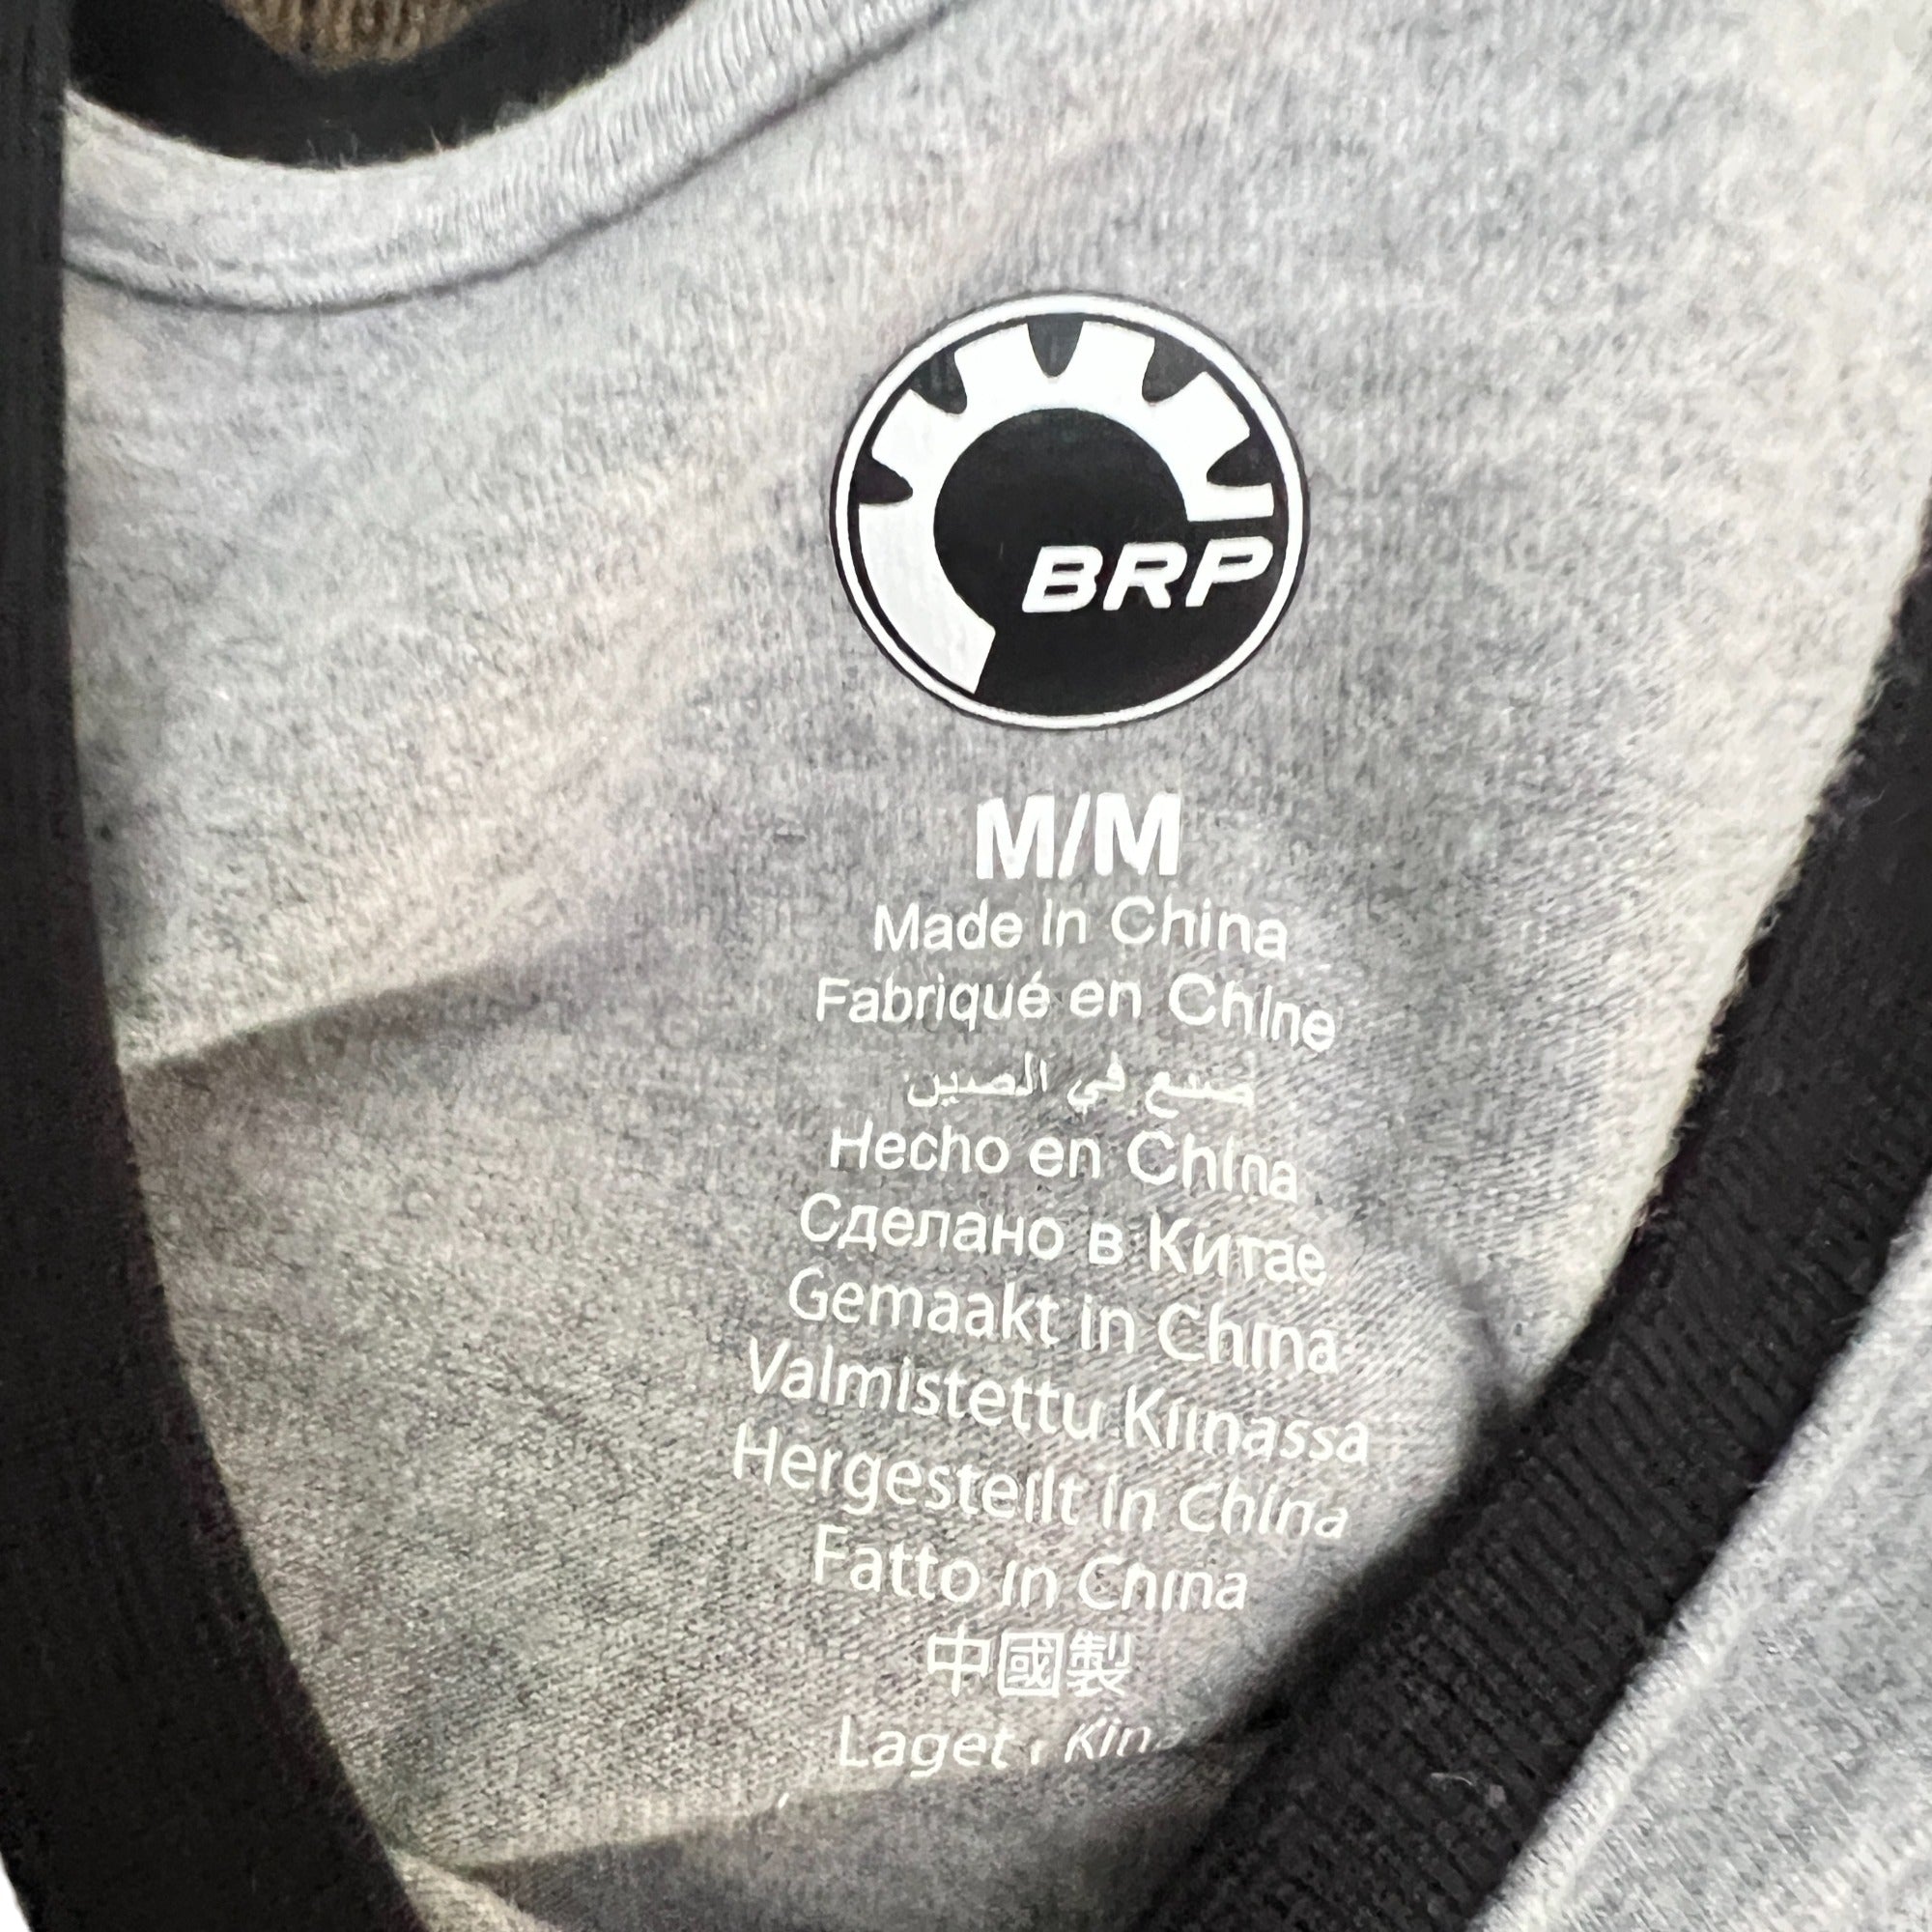 BRP
M/M
Made in China
Fabriqué en Chine
صنع في الصين
Hecho en China
Сделано в Китае
Gemaakt in China
Valmistettu Kiinassa
Hergestellt in China
Fatto in China
中國製
Laget i